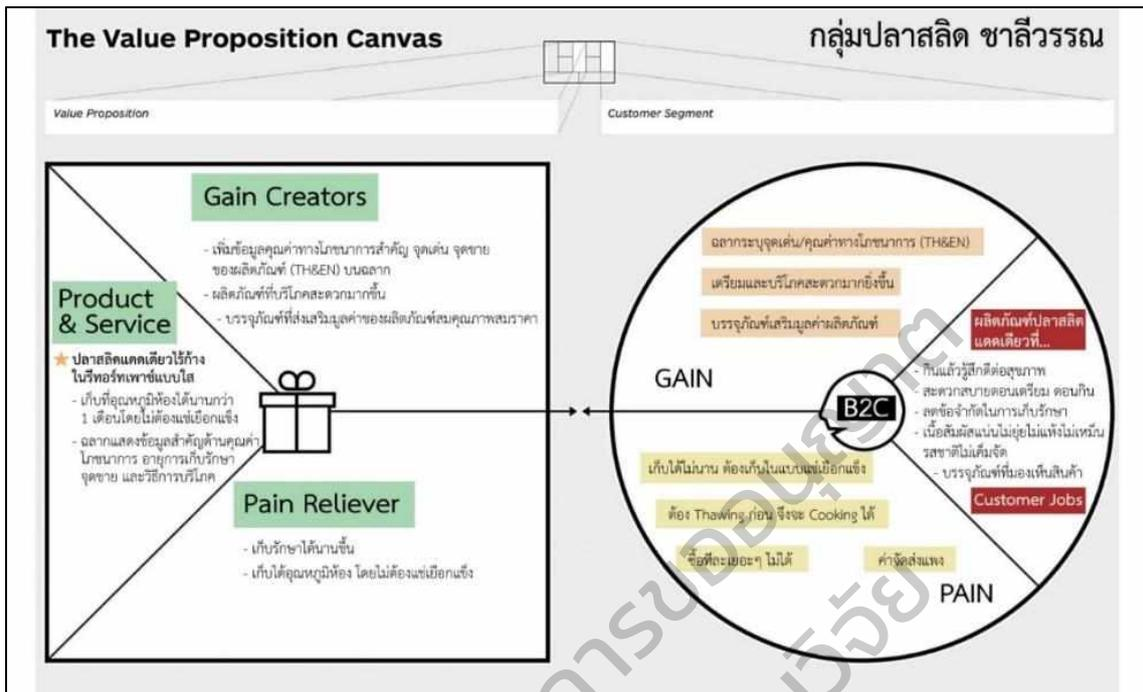 The Value Proposition Canvas
กลุ่มปลาสลิด ชาลีวรรณ
Value Proposition
Customer Segment
Gain Creators
- เพิ่มข้อมูลคุณค่าทางโภชนาการสำคัญ จุดเด่น จุดขาย
ของผลิตภัณฑ์ (TH&EN) บนฉลาก
- ผลิตภัณฑ์ที่บริโภคสะดวกมากขึ้น
- บรรจุภัณฑ์ที่ส่งเสริมมูลค่าของผลิตภัณฑ์สมคุณภาพสมราคา
Product
& Service
ปลาสลิดแดดเดียวไร้ก้าง
ในรีทอร์ทเพาช์แบบใส
- เก็บที่อุณหภูมิห้องได้นานกว่า
1 เดือนโดยไม่ต้องแช่เยือกแข็ง
- ฉลากแสดงข้อมูลสำคัญด้านคุณค่า
โภชนาการ อายุการเก็บรักษา
จุดขาย และวิธีการบริโภค
Pain Reliever
- เก็บรักษาได้นานขึ้น
- เก็บได้อุณหภูมิห้อง โดยไม่ต้องแช่เยือกแข็ง
ฉลากระบุจุดเด่น/คุณค่าทางโภชนาการ (TH&EN)
เตรียมและบริโภคสะดวกมากยิ่งขึ้น
บรรจุภัณฑ์เสริมมูลค่าผลิตภัณฑ์
GAIN
B2C
ผลิตภัณฑ์ปลาสลิด
แดดเดียวที่...
- กินแล้วรู้สึกดีต่อสุขภาพ
- สะดวกสบายตอนเตรียม ตอนกิน
- ลดข้อจำกัดในการเก็บรักษา
- เนื้อสัมผัสแน่นไม่ยุ่ยไม่แห้งไม่เหม็น
รสชาติไม่เค็มจัด
- บรรจุภัณฑ์ที่มองเห็นสินค้า
Customer Jobs
เก็บได้ไม่นาน ต้องเก็บในแบบแช่เยือกแข็ง
ต้อง Thawing ก่อน จึงจะ Cooking ได้
ซื้อทีละเยอะๆ ไม่ได้
ค่าจัดส่งแพง
PAIN